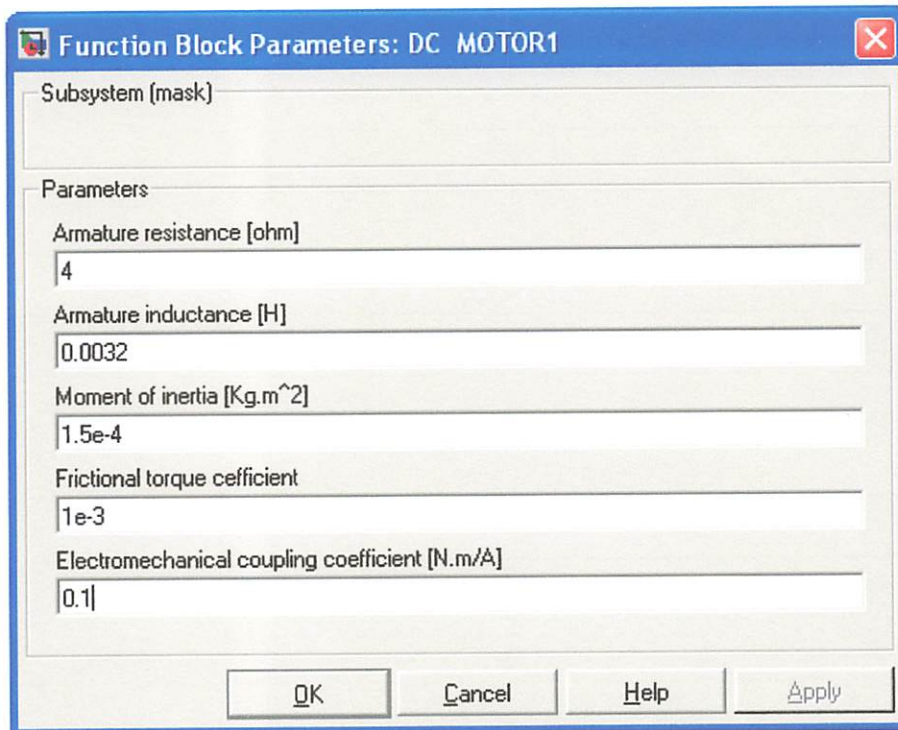 Function Block Parameters: DC MOTOR1
Subsystem (mask)
Parameters
Armature resistance [ohm]
4
Armature inductance [H]
0.0032
Moment of inertia [Kg.m^2]
1.5e-4
Frictional torque cefficient
1e-3
Electromechanical coupling coefficient [N.m/A]
0.1
OK Cancel Help Apply